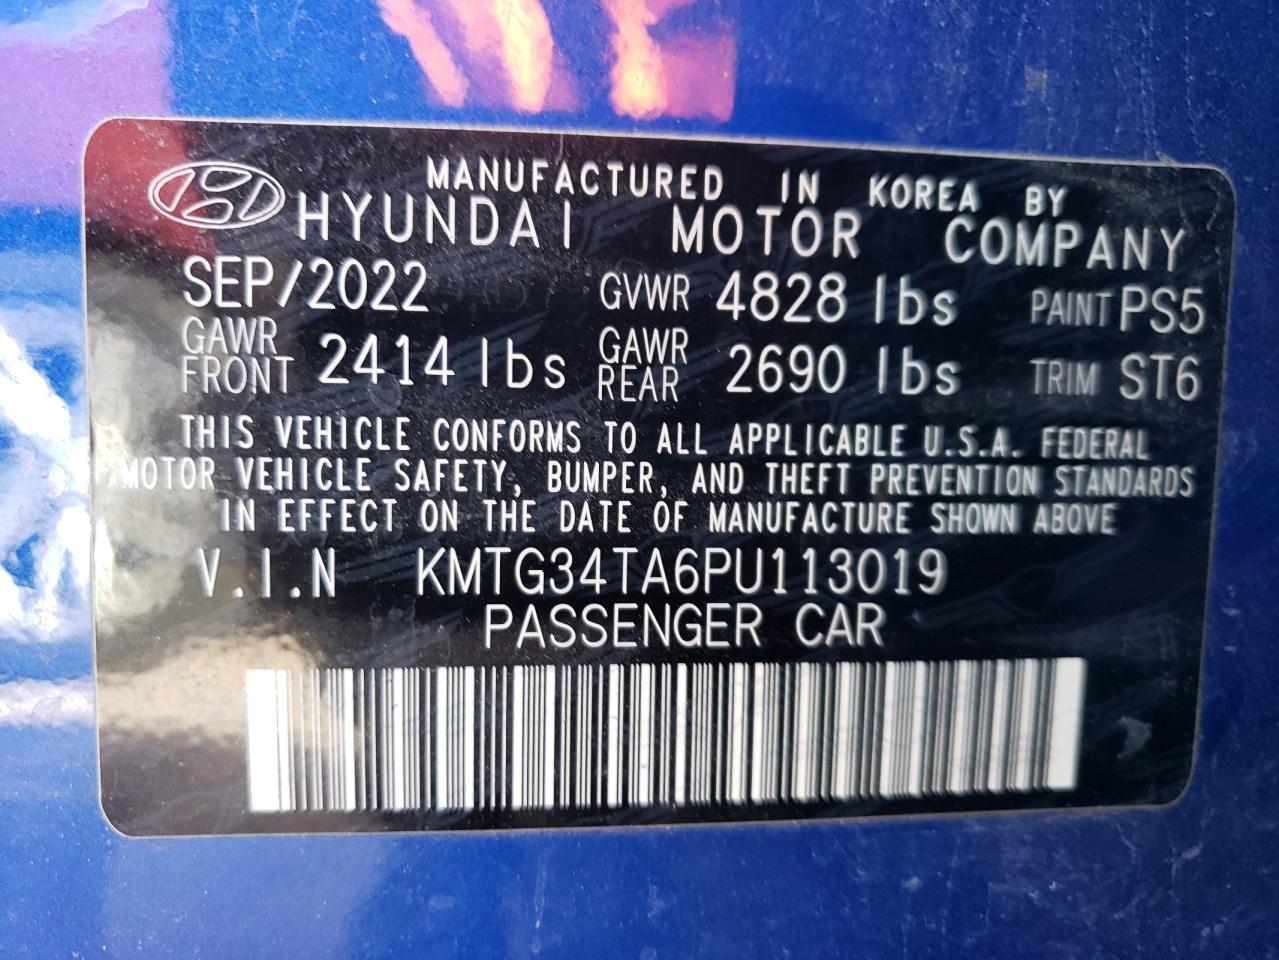 MANUFACTURED IN KOREA BY
HYUNDAI MOTOR COMPANY
SEP/2022 GVWR 4828 lbs PAINT PS5
GAWR FRONT 2414 lbs GAWR REAR 2690 lbs TRIM ST6
THIS VEHICLE CONFORMS TO ALL APPLICABLE U.S.A. FEDERAL
MOTOR VEHICLE SAFETY, BUMPER, AND THEFT PREVENTION STANDARDS
IN EFFECT ON THE DATE OF MANUFACTURE SHOWN ABOVE
V.I.N KMTG34TA6PU113019
PASSENGER CAR